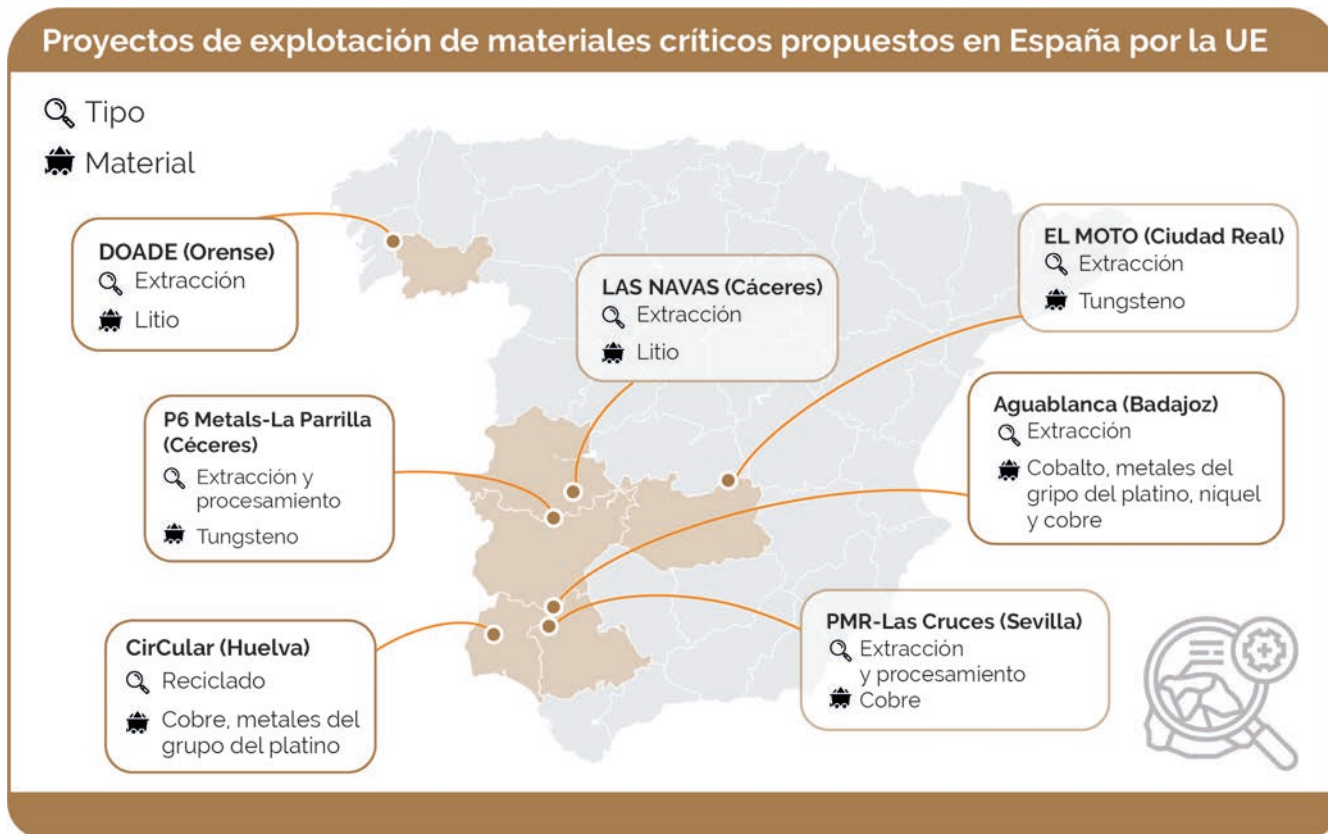 Proyectos de explotación de materiales críticos propuestos en España por la UE
Tipo
Material
DOADE (Orense)
Extracción
Litio
LAS NAVAS (Cáceres)
Extracción
Litio
EL MOTO (Ciudad Real)
Extracción
Tungsteno
P6 Metals-La Parrilla
(Céceres)
Extracción y
procesamiento
Tungsteno
Aguablanca (Badajoz)
Extracción
Cobalto, metales del
gripo del platino, níquel
y cobre
CirCular (Huelva)
Reciclado
Cobre, metales del
grupo del platino
PMR-Las Cruces (Sevilla)
Extracción
y procesamiento
Cobre